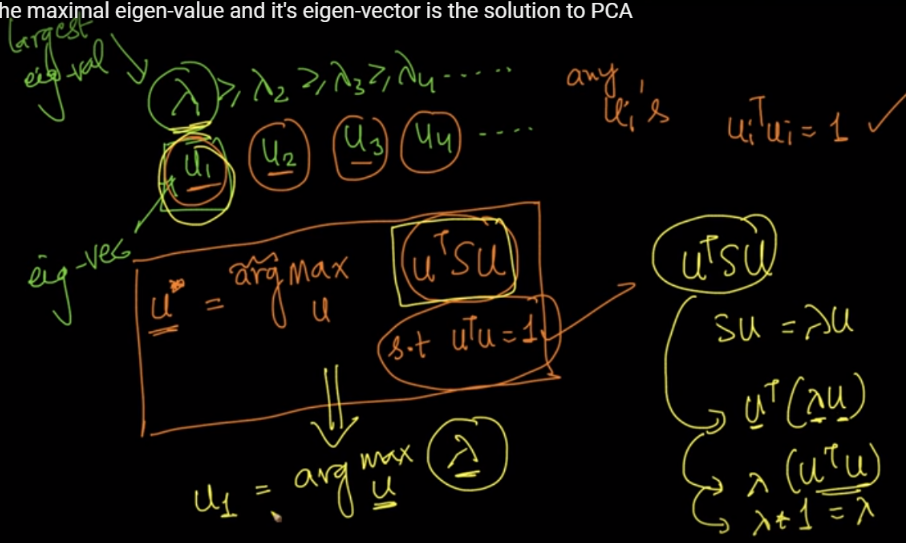 he maximal eigen-value and it's eigen-vector is the solution to PCA
largest
eig-val
λ ≥ λ₂ ≥ λ₃ ≥ λ₄ .....
any
uᵢ's
uᵢᵀuᵢ = 1 ✓
u₁ u₂ u₃ u₄ ....
eig-vec
u* = arg max uᵀSu
u
s.t uᵀu = 1
uᵀSU
SU = λu
uᵀ(λu)
λ(uᵀu)
λ*1 = λ
u₁ = arg max λ
u